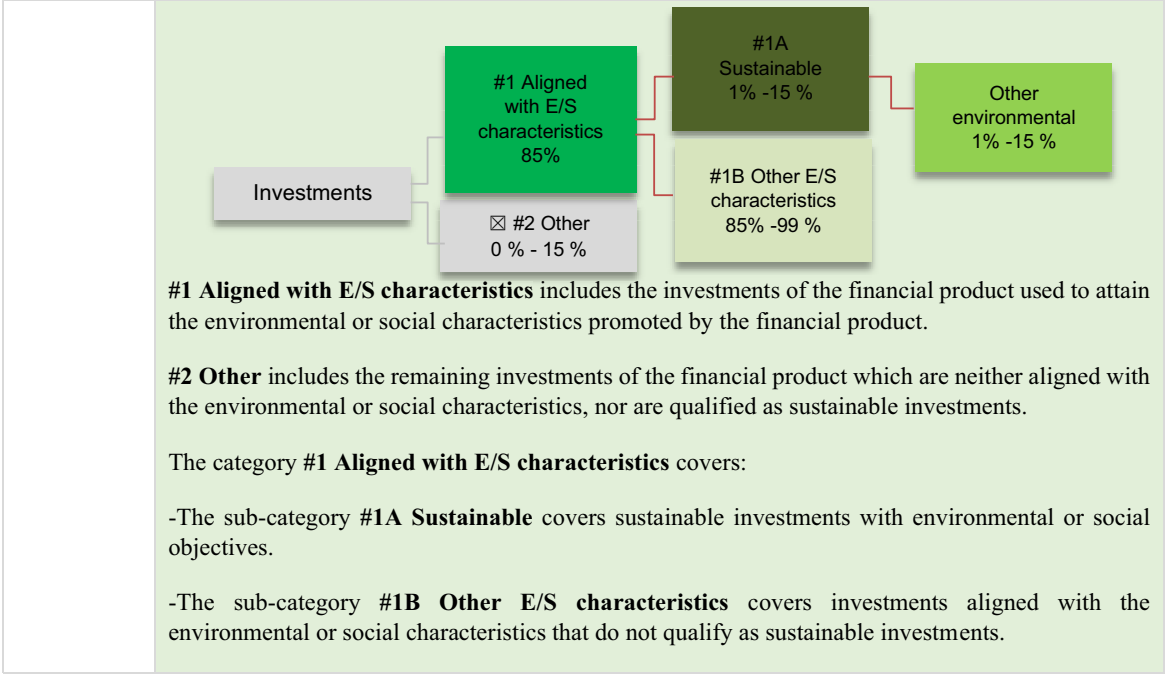 Investments
#1 Aligned
with E/S
characteristics
85%
☒ #2 Other
0 % - 15 %
#1A
Sustainable
1% -15 %
#1B Other E/S
characteristics
85% -99 %
Other
environmental
1% -15 %
#1 Aligned with E/S characteristics includes the investments of the financial product used to attain
the environmental or social characteristics promoted by the financial product.
#2 Other includes the remaining investments of the financial product which are neither aligned with
the environmental or social characteristics, nor are qualified as sustainable investments.
The category #1 Aligned with E/S characteristics covers:
-The sub-category #1A Sustainable covers sustainable investments with environmental or social
objectives.
-The sub-category #1B Other E/S characteristics covers investments aligned with the
environmental or social characteristics that do not qualify as sustainable investments.